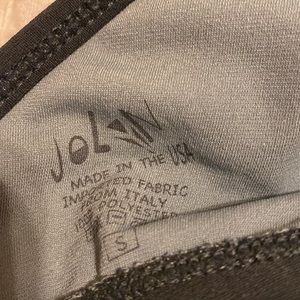 JOLYN
MADE IN THE USA
IMPORTED FABRIC
FROM ITALY
POLYESTER
S